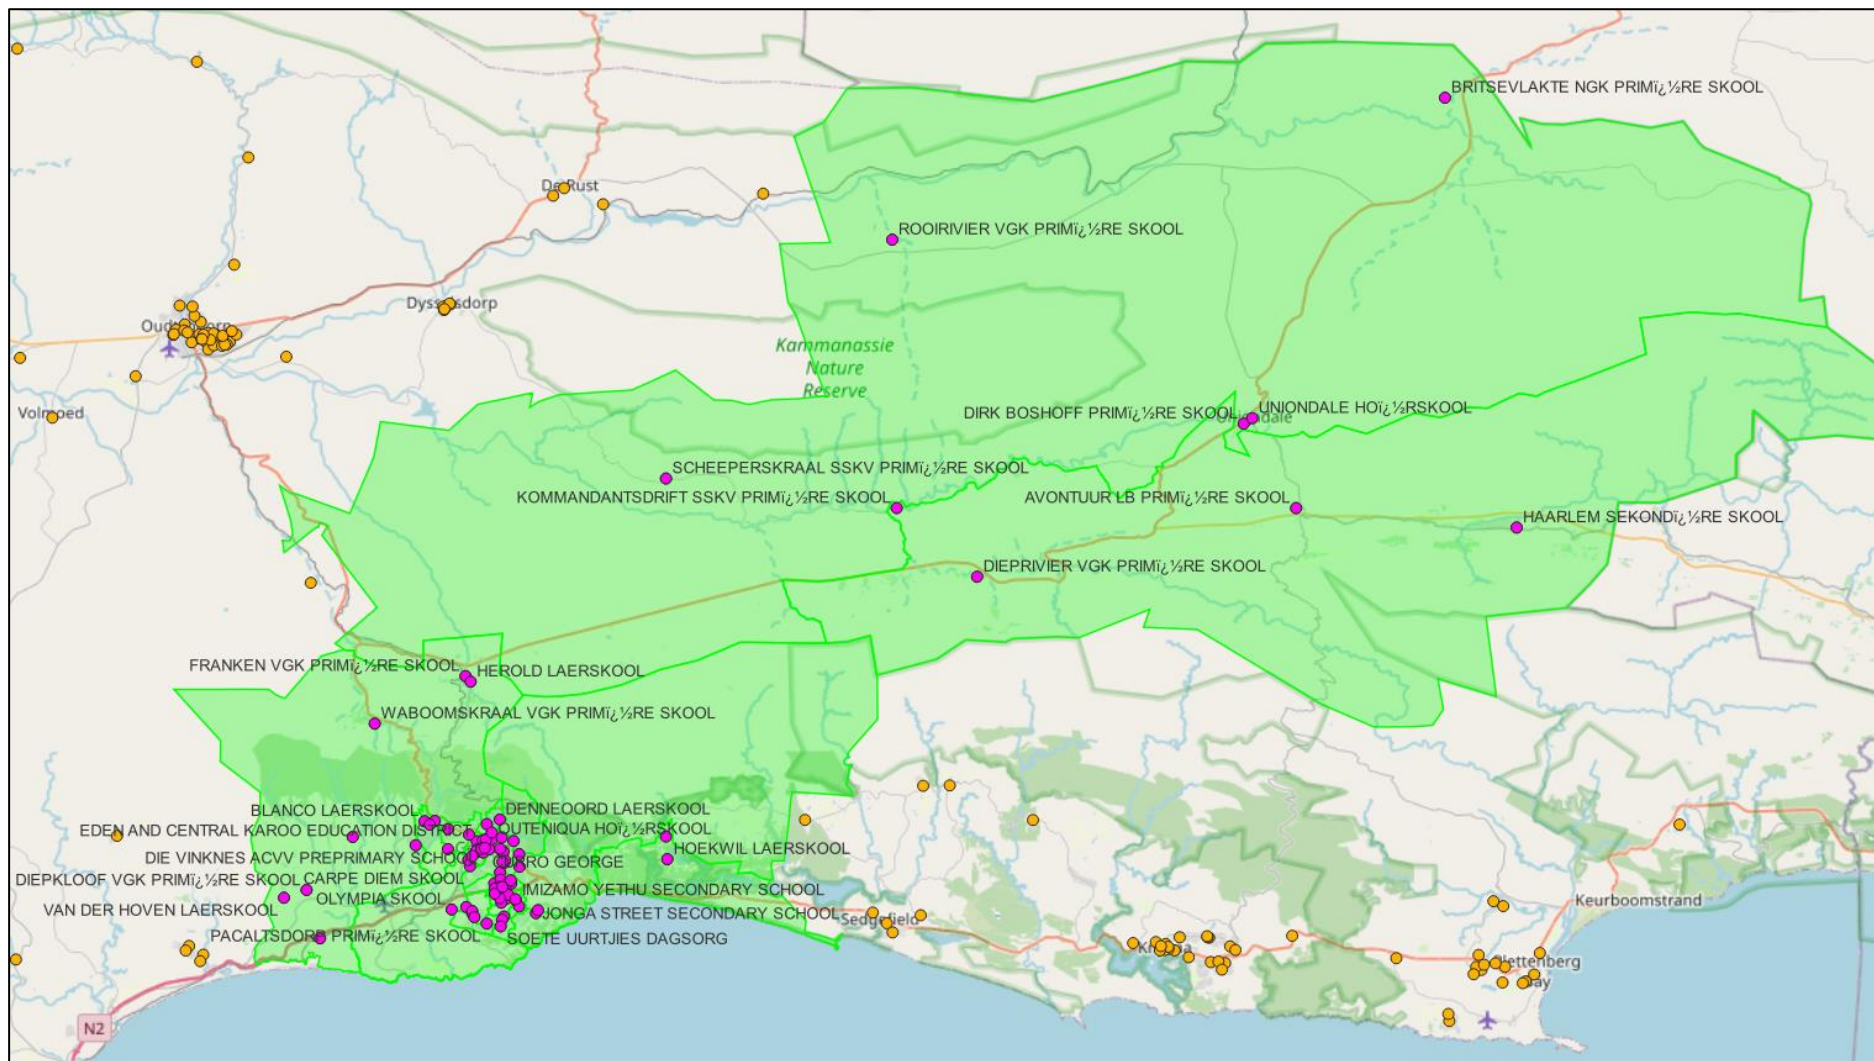 BRITSEVLAKTE NGK PRIMï¿½RE SKOOL
De Rust
ROOIRIVIER VGK PRIMï¿½RE SKOOL
Kammanassie
Nature
Reserve
Volmoed
DIRK BOSHOFF PRIMï¿½RE SKOOL
UNIONDALE HOï¿½RSKOOL
SCHEEPERSKRAAL SSKV PRIMï¿½RE SKOOL
KOMMANDANTSDRIFT SSKV PRIMï¿½RE SKOOL
AVONTUUR LB PRIMï¿½RE SKOOL
HAARLEM SEKONDï¿½RE SKOOL
DIEPRIVIER VGK PRIMï¿½RE SKOOL
FRANKEN VGK PRIMï¿½RE SKOOL
HEROLD LAERSKOOL
WABOOMSKRAAL VGK PRIMï¿½RE SKOOL
BLANCO LAERSKOOL
DENNEOORD LAERSKOOL
EDEN AND CENTRAL KAROO EDUCATION DISTRICT
OUTENIQUA HOï¿½RSKOOL
HOEKWIL LAERSKOOL
DIE VINKNES ACVV PREPRIMARY SCHOOL
CURRO GEORGE
DIEPKLOOF VGK PRIMï¿½RE SKOOL
CARPE DIEM SKOOL
IMIZAMO YETHU SECONDARY SCHOOL
OLYMPIA SKOOL
VAN DER HOVEN LAERSKOOL
JONGA STREET SECONDARY SCHOOL
Sedgefield
Keurboomstrand
PACALTSDORP PRIMï¿½RE SKOOL
SOETE UURTJIES DAGSORG
Plettenberg
Bay
N2